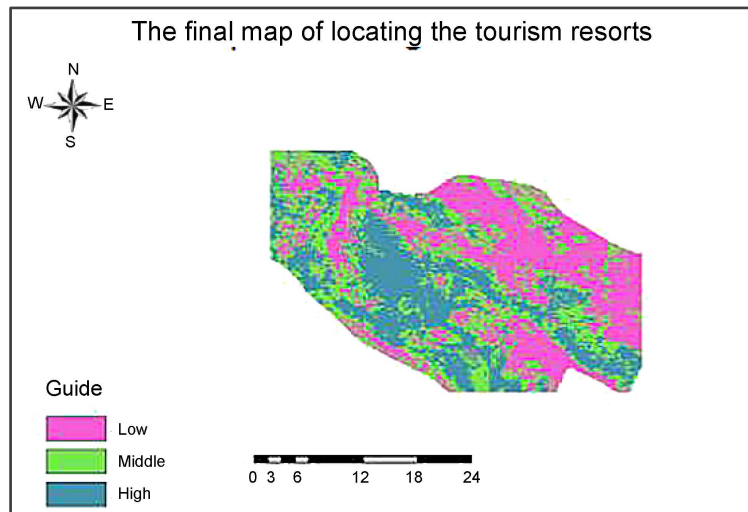 The final map of locating the tourism resorts
N
W E
S
Guide
Low
Middle
High
0 3 6 12 18 24